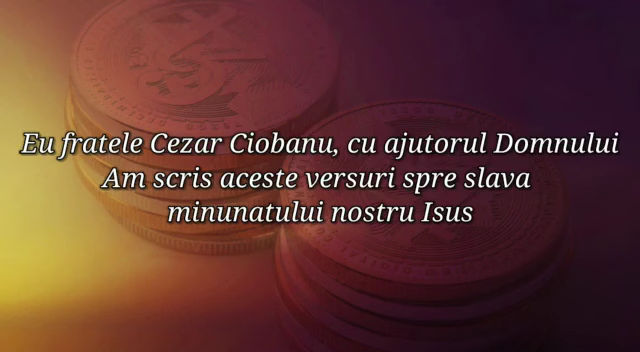 Eu fratele Cezar Ciobanu, cu ajutorul Domnului
Am scris aceste versuri spre slava
minunatului nostru Isus